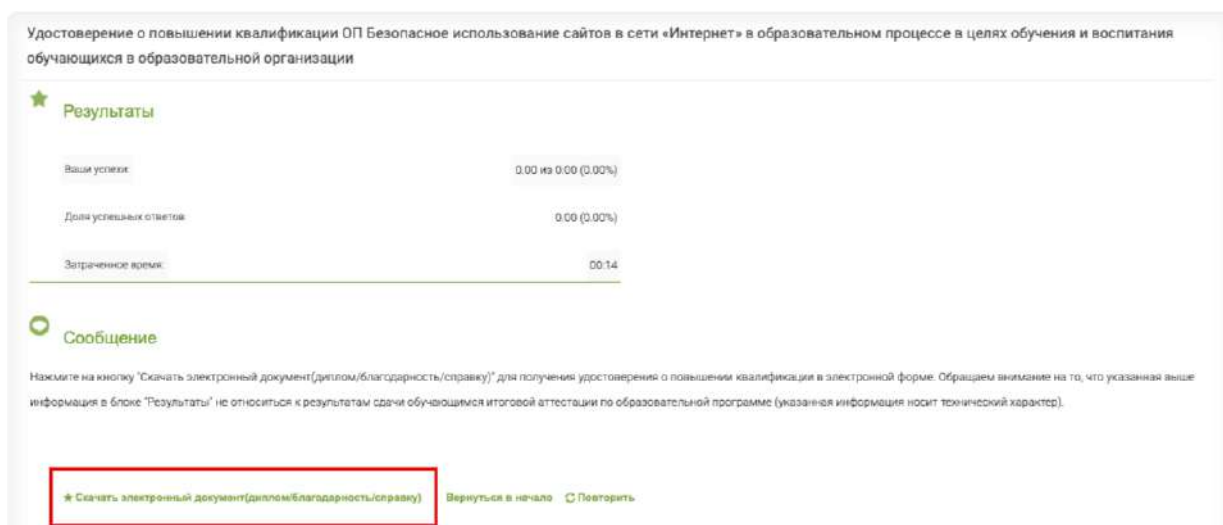 Удостоверение о повышении квалификации ОП Безопасное использование сайтов в сети «Интернет» в образовательном процессе в целях обучения и воспитания
обучающихся в образовательной организации
Результаты
Ваши успехи: 0.00 из 0.00 (0.00%)
Доля успешных ответов 0.00 (0.00%)
Затраченное время: 00:14
Сообщение
Нажмите на кнопку "Скачать электронный документ(диплом/благодарность/справку)" для получения удостоверения о повышении квалификации в электронной форме. Обращаем внимание на то, что указанная выше
информация в блоке "Результаты" не относиться к результатам сдачи обучающимся итоговой аттестации по образовательной программе (указанная информация носит технический характер).
Скачать электронный документ(диплом/благодарность/справку) Вернуться в начало Повторить